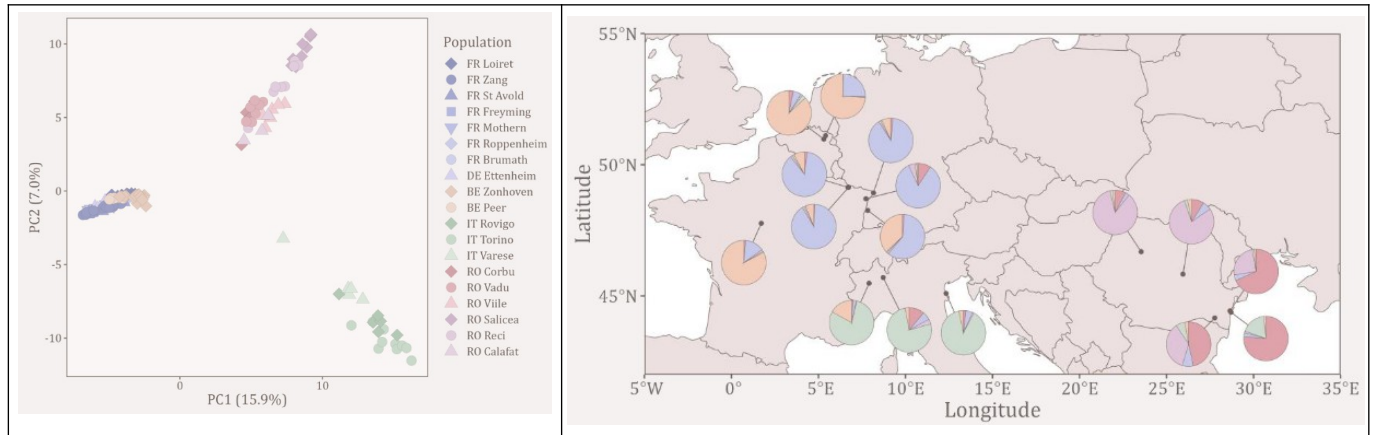 10
5
0
-5
-10
0
10
PC2 (7.0%)
PC1 (15.9%)
Population
FR Loiret
FR Zang
FR St Avold
FR Freyming
FR Mothern
FR Roppenheim
FR Brumath
DE Ettenheim
BE Zonhoven
BE Peer
IT Rovigo
IT Torino
IT Varese
RO Corbu
RO Vadu
RO Viile
RO Salicea
RO Reci
RO Calafat
55°N
50°N
45°N
Latitude
5°W
0°
5°E
10°E
15°E
20°E
25°E
30°E
35°E
Longitude